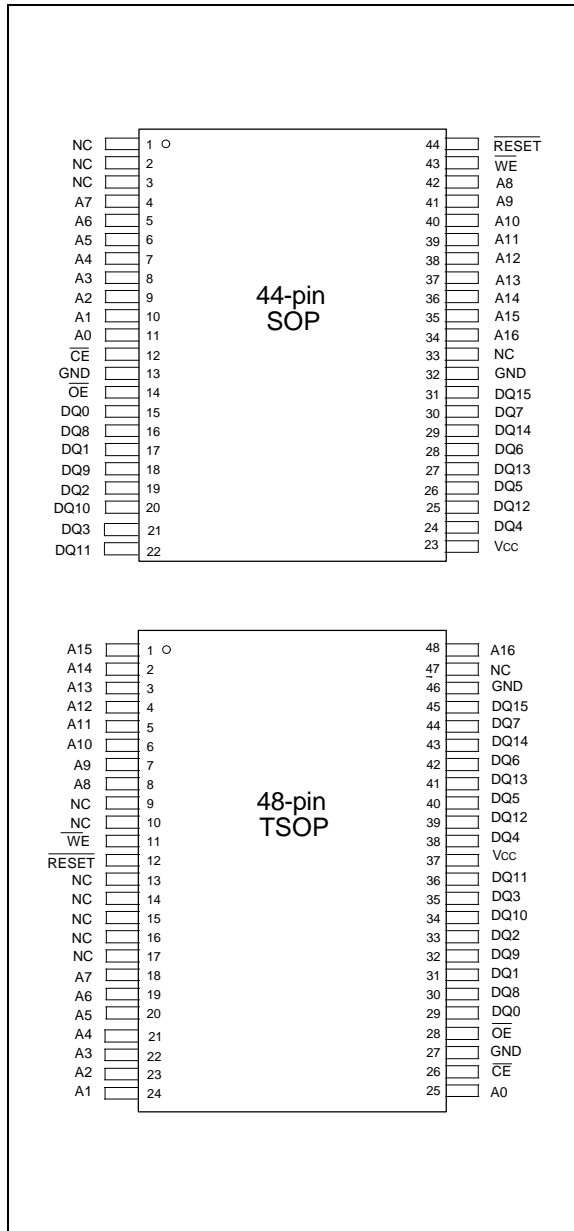 NC 1 44 RESET
NC 2 43 WE
NC 3 42 A8
A7 4 41 A9
A6 5 40 A10
A5 6 39 A11
A4 7 38 A12
A3 8 37 A13
A2 9 36 A14
A1 10 35 A15
A0 11 34 A16
CE 12 33 NC
GND 13 32 GND
OE 14 31 DQ15
DQ0 15 30 DQ7
DQ8 16 29 DQ14
DQ1 17 28 DQ6
DQ9 18 27 DQ13
DQ2 19 26 DQ5
DQ10 20 25 DQ12
DQ3 21 24 DQ4
DQ11 22 23 VCC
44-pin
SOP
A15 1 48 A16
A14 2 47 NC
A13 3 46 GND
A12 4 45 DQ15
A11 5 44 DQ7
A10 6 43 DQ14
A9 7 42 DQ6
A8 8 41 DQ13
NC 9 40 DQ5
NC 10 39 DQ12
WE 11 38 DQ4
RESET 12 37 VCC
NC 13 36 DQ11
NC 14 35 DQ3
NC 15 34 DQ10
NC 16 33 DQ2
NC 17 32 DQ9
A7 18 31 DQ1
A6 19 30 DQ8
A5 20 29 DQ0
A4 21 28 OE
A3 22 27 GND
A2 23 26 CE
A1 24 25 A0
48-pin
TSOP